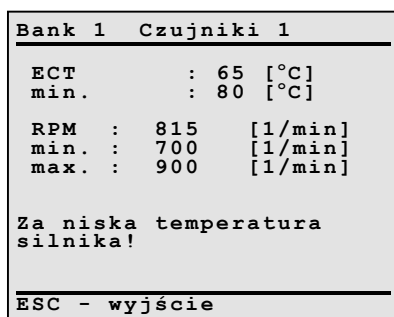 Bank 1 Czujniki 1
ECT : 65 [°C]
min. : 80 [°C]
RPM : 815 [1/min]
min. : 700 [1/min]
max. : 900 [1/min]
Za niska temperatura
silnika!
ESC - wyjście